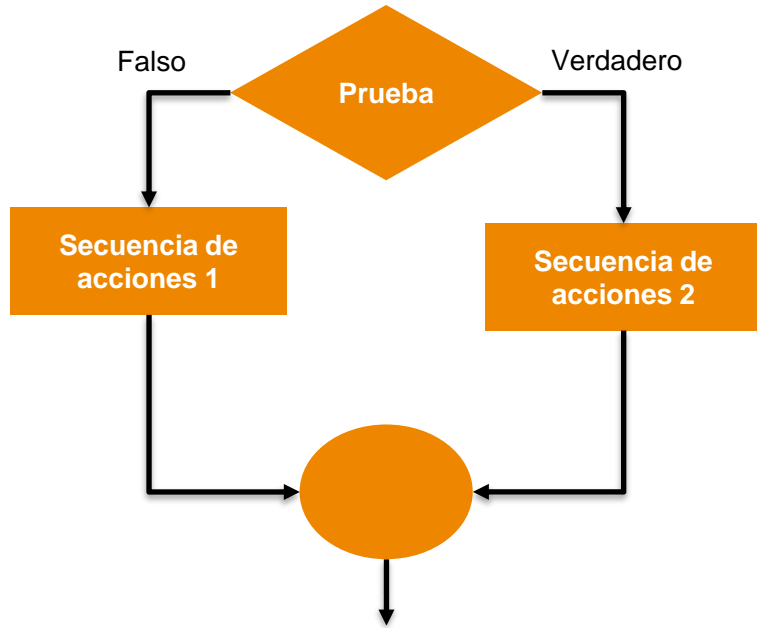 Falso
Verdadero
Prueba
Secuencia de
acciones 1
Secuencia de
acciones 2